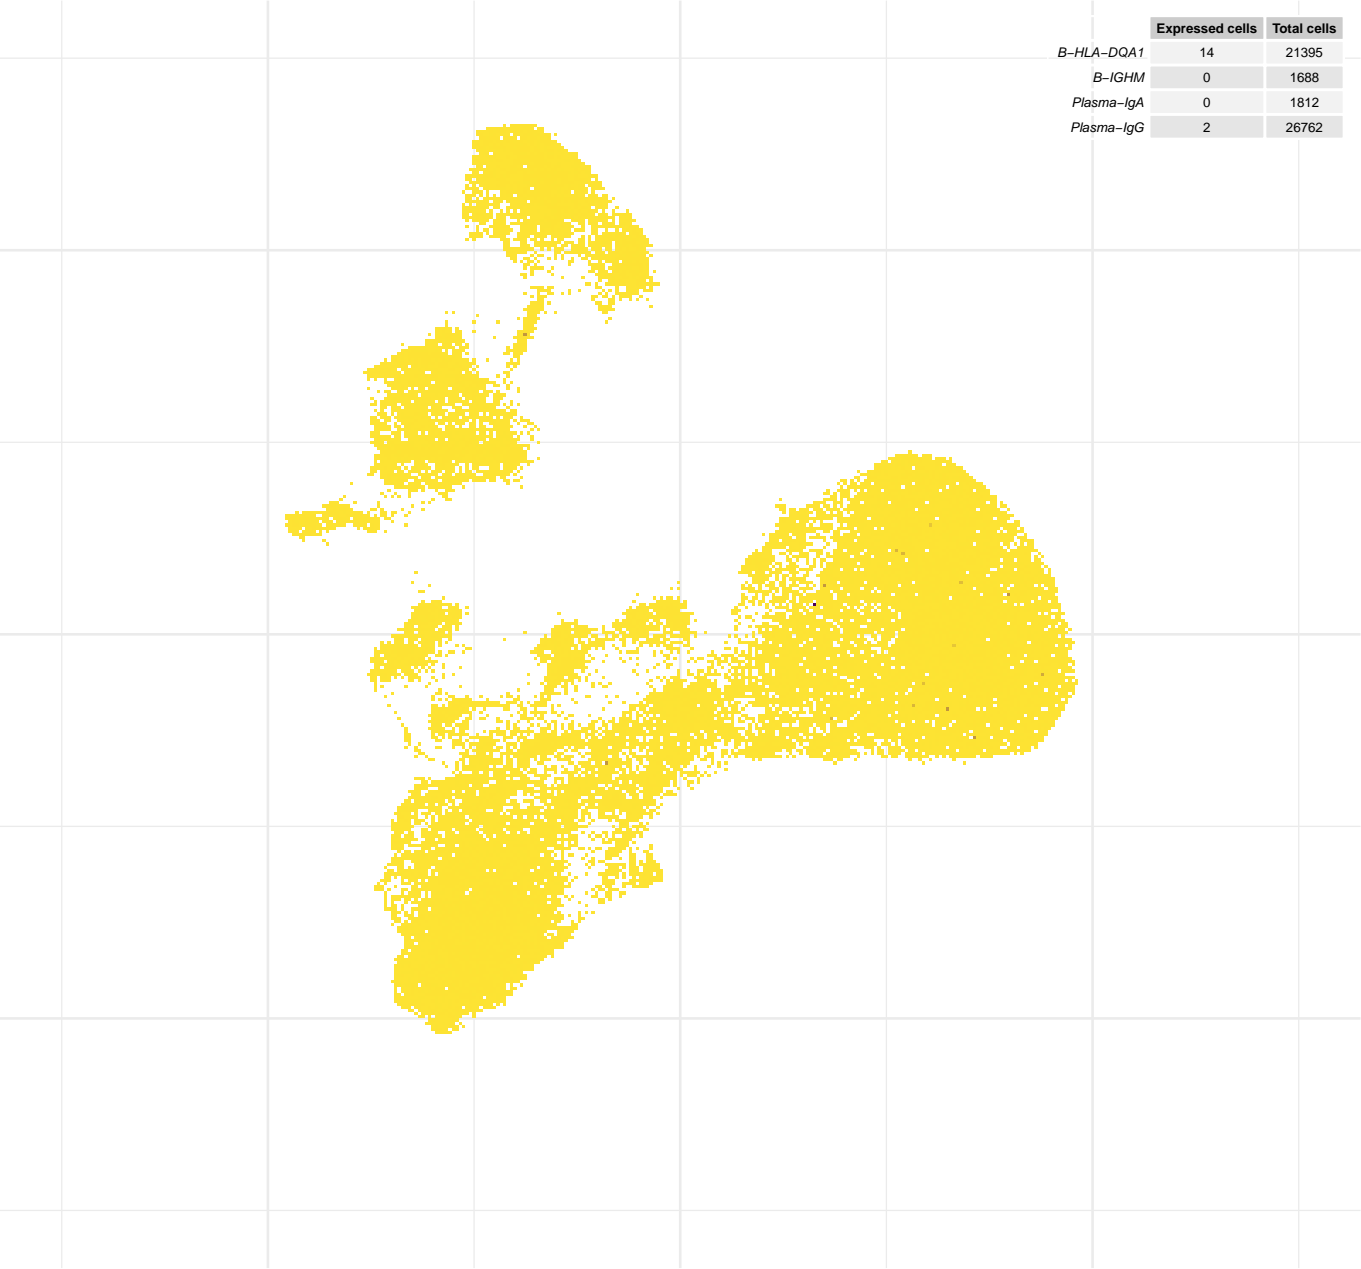 Expressed cells Total cells
B−HLA−DQA1 14 21395
B−IGHM 0 1688
Plasma−IgA 0 1812
Plasma−IgG 2 26762